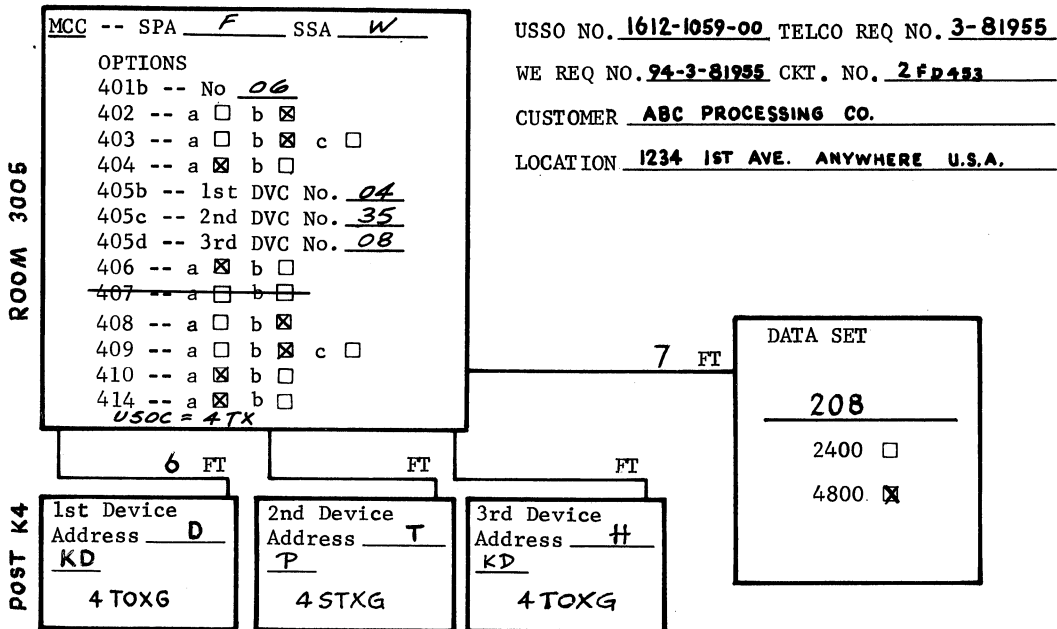 MCC -- SPA F SSA W
OPTIONS
401b -- No 06
402 -- a ☐ b ☒
403 -- a ☐ b ☒ c ☐
404 -- a ☒ b ☐
405b -- 1st DVC No. 04
405c -- 2nd DVC No. 35
405d -- 3rd DVC No. 08
406 -- a ☒ b ☐
407 -- a ☐ b ☐
408 -- a ☐ b ☒
409 -- a ☐ b ☒ c ☐
410 -- a ☒ b ☐
414 -- a ☒ b ☐
USOC = 4TX
ROOM 3005
USSO NO. 1612-1059-00 TELCO REQ NO. 3-81955
WE REQ NO. 94-3-81955 CKT. NO. 2FD453
CUSTOMER ABC PROCESSING CO.
LOCATION 1234 1ST AVE. ANYWHERE U.S.A.
7 FT
DATA SET
208
2400 ☐
4800 ☒
6 FT
FT
FT
POST K4
1st Device
Address D
KD
4TOXG
2nd Device
Address T
P
4STXG
3rd Device
Address H
KD
4TOXG